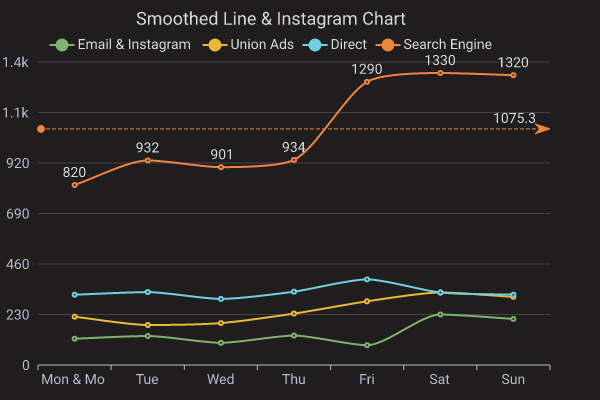 Smoothed Line & Instagram Chart
Email & Instagram Union Ads Direct Search Engine
1.4k
1.1k
920
690
460
230
0
820
932
901
934
1290
1330
1320
1075.3
Mon & Mo Tue Wed Thu Fri Sat Sun